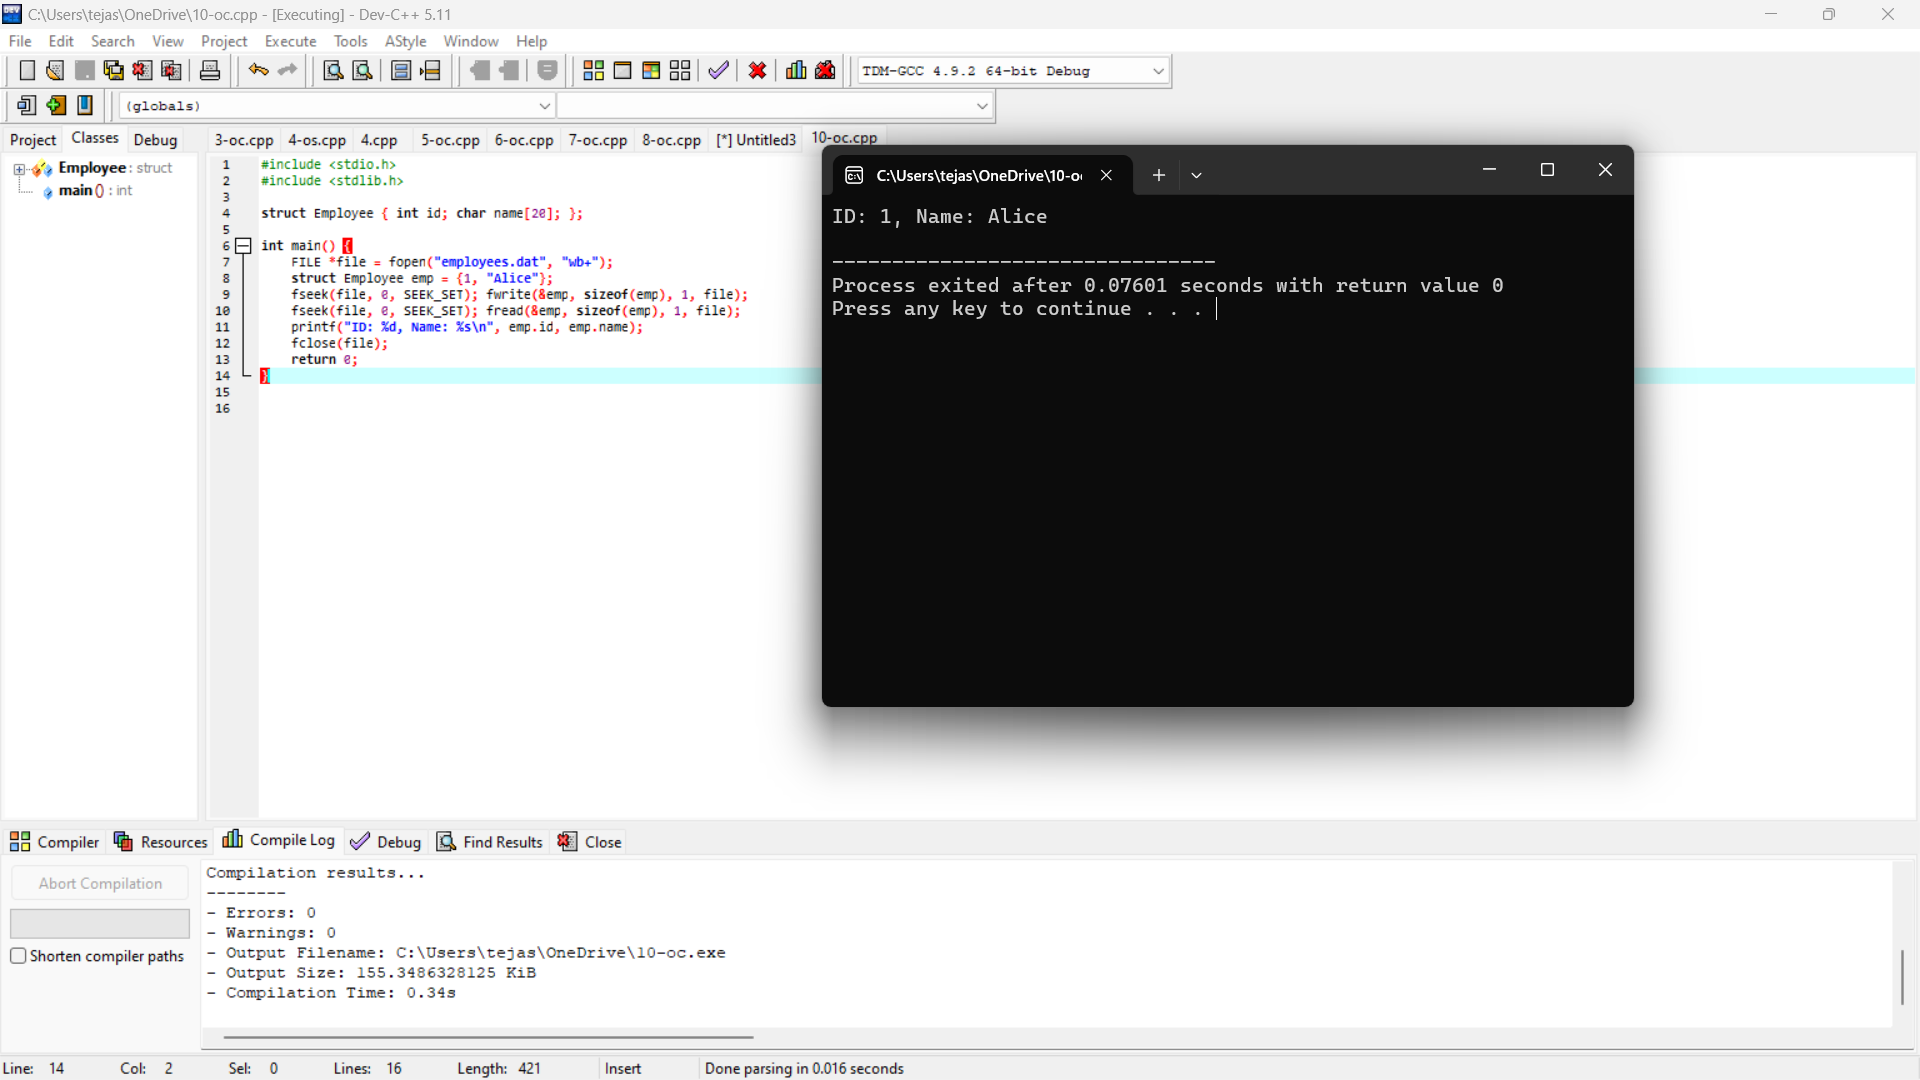 C:\Users\tejas\OneDrive\10-oc.cpp - [Executing] - Dev-C++ 5.11
File Edit Search View Project Execute Tools AStyle Window Help
TDM-GCC 4.9.2 64-bit Debug
(globals)
Project Classes Debug
3-oc.cpp 4-os.cpp 4.cpp 5-oc.cpp 6-oc.cpp 7-oc.cpp 8-oc.cpp [*] Untitled3 10-oc.cpp
Employee : struct
main () : int
1 #include <stdio.h>
2 #include <stdlib.h>
3
4 struct Employee { int id; char name[20]; };
5
6 int main() {
7 FILE *file = fopen("employees.dat", "wb+");
8 struct Employee emp = {1, "Alice"};
9 fseek(file, 0, SEEK_SET); fwrite(&emp, sizeof(emp), 1, file);
10 fseek(file, 0, SEEK_SET); fread(&emp, sizeof(emp), 1, file);
11 printf("ID: %d, Name: %s\n", emp.id, emp.name);
12 fclose(file);
13 return 0;
14 }
15
16
C:\Users\tejas\OneDrive\10-oc
ID: 1, Name: Alice
--------------------------------
Process exited after 0.07601 seconds with return value 0
Press any key to continue . . .
Compiler Resources Compile Log Debug Find Results Close
Abort Compilation
Shorten compiler paths
Compilation results...
--------
- Errors: 0
- Warnings: 0
- Output Filename: C:\Users\tejas\OneDrive\10-oc.exe
- Output Size: 155.3486328125 KiB
- Compilation Time: 0.34s
Line: 14 Col: 2 Sel: 0 Lines: 16 Length: 421 Insert Done parsing in 0.016 seconds